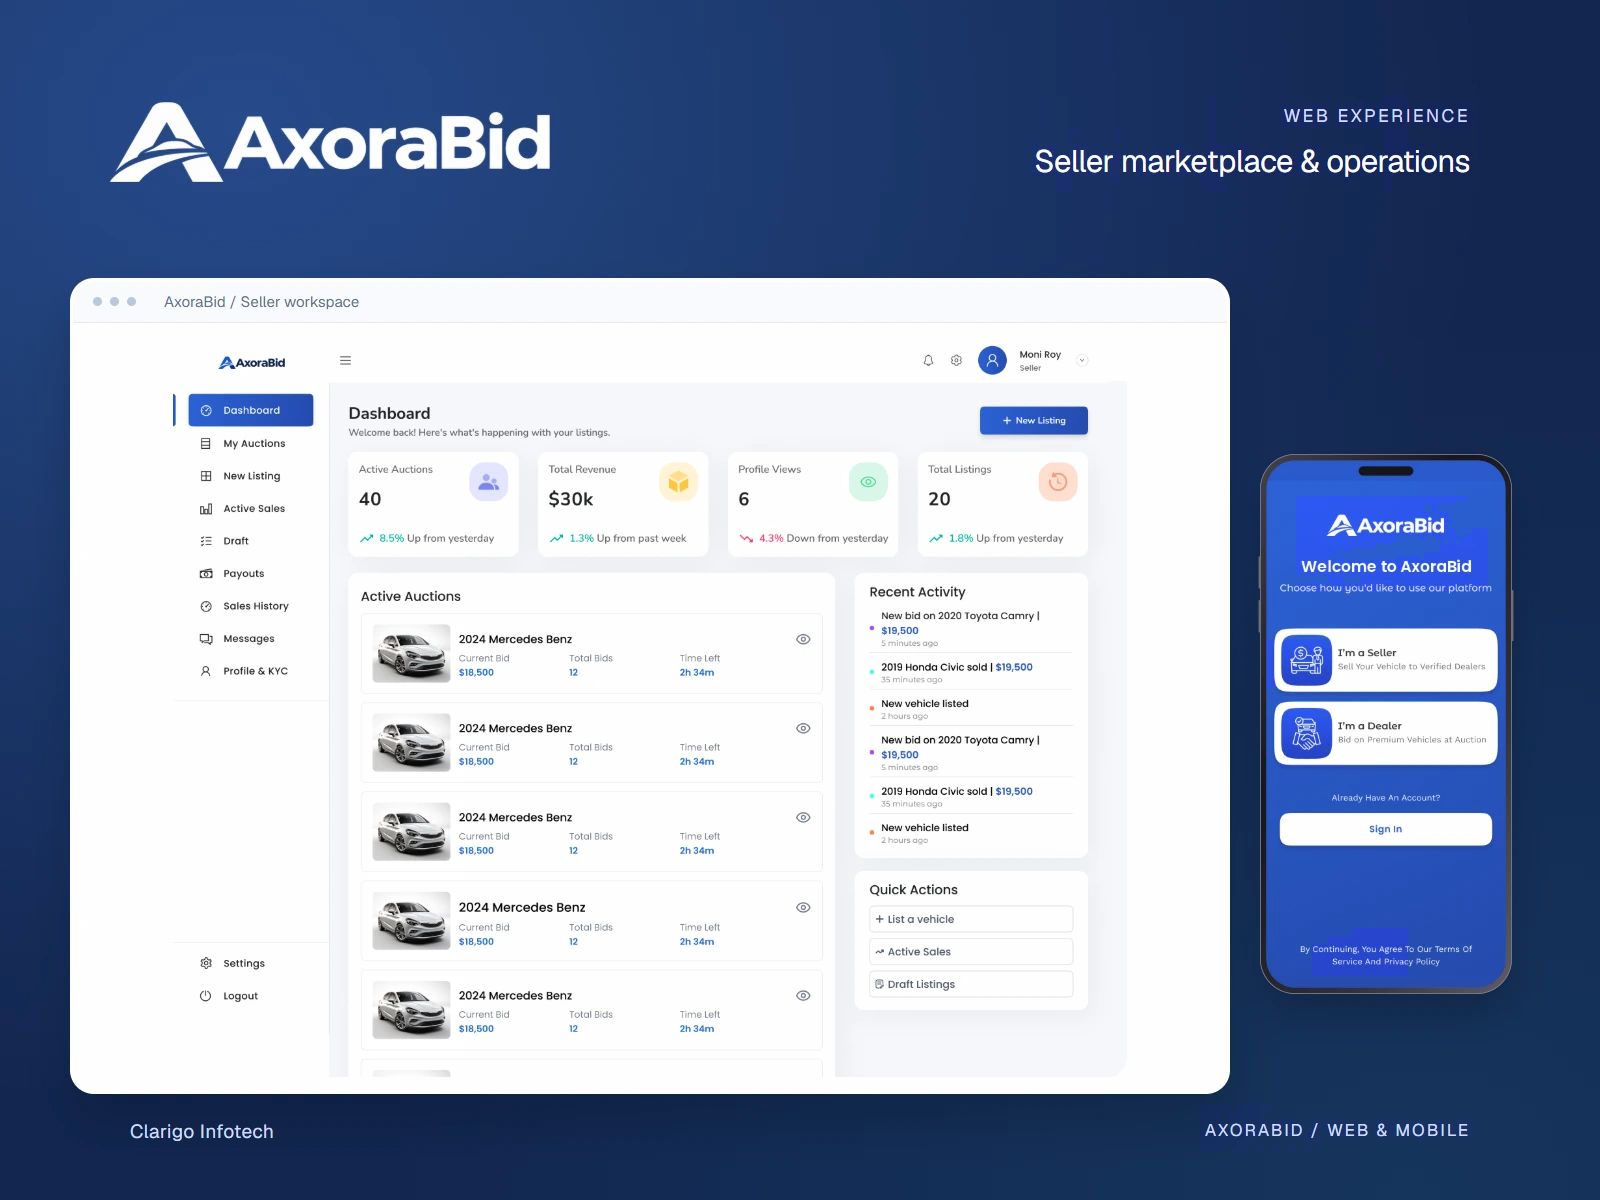 AxoraBid
WEB EXPERIENCE
Seller marketplace & operations
AxoraBid / Seller workspace
AxoraBid
Moni Roy
Seller
Dashboard
My Auctions
New Listing
Active Sales
Draft
Payouts
Sales History
Messages
Profile & KYC
Settings
Logout
Dashboard
Welcome back! Here's what's happening with your listings.
+ New Listing
Active Auctions
40
8.5% Up from yesterday
Total Revenue
$30k
1.3% Up from past week
Profile Views
6
4.3% Down from yesterday
Total Listings
20
1.8% Up from yesterday
Active Auctions
2024 Mercedes Benz
Current Bid Total Bids Time Left
$18,500 12 2h 34m
2024 Mercedes Benz
Current Bid Total Bids Time Left
$18,500 12 2h 34m
2024 Mercedes Benz
Current Bid Total Bids Time Left
$18,500 12 2h 34m
2024 Mercedes Benz
Current Bid Total Bids Time Left
$18,500 12 2h 34m
2024 Mercedes Benz
Current Bid Total Bids Time Left
$18,500 12 2h 34m
Recent Activity
New bid on 2020 Toyota Camry |
$19,500
5 minutes ago
2019 Honda Civic sold | $19,500
35 minutes ago
New vehicle listed
2 hours ago
New bid on 2020 Toyota Camry |
$19,500
5 minutes ago
2019 Honda Civic sold | $19,500
35 minutes ago
New vehicle listed
2 hours ago
Quick Actions
+ List a vehicle
Active Sales
Draft Listings
AxoraBid
Welcome to AxoraBid
Choose how you'd like to use our platform
I'm a Seller
Sell Your Vehicle to Verified Dealers
I'm a Dealer
Bid on Premium Vehicles at Auction
Already Have An Account?
Sign In
By Continuing, You Agree To Our Terms Of
Service And Privacy Policy
Clarigo Infotech
AXORABID / WEB & MOBILE